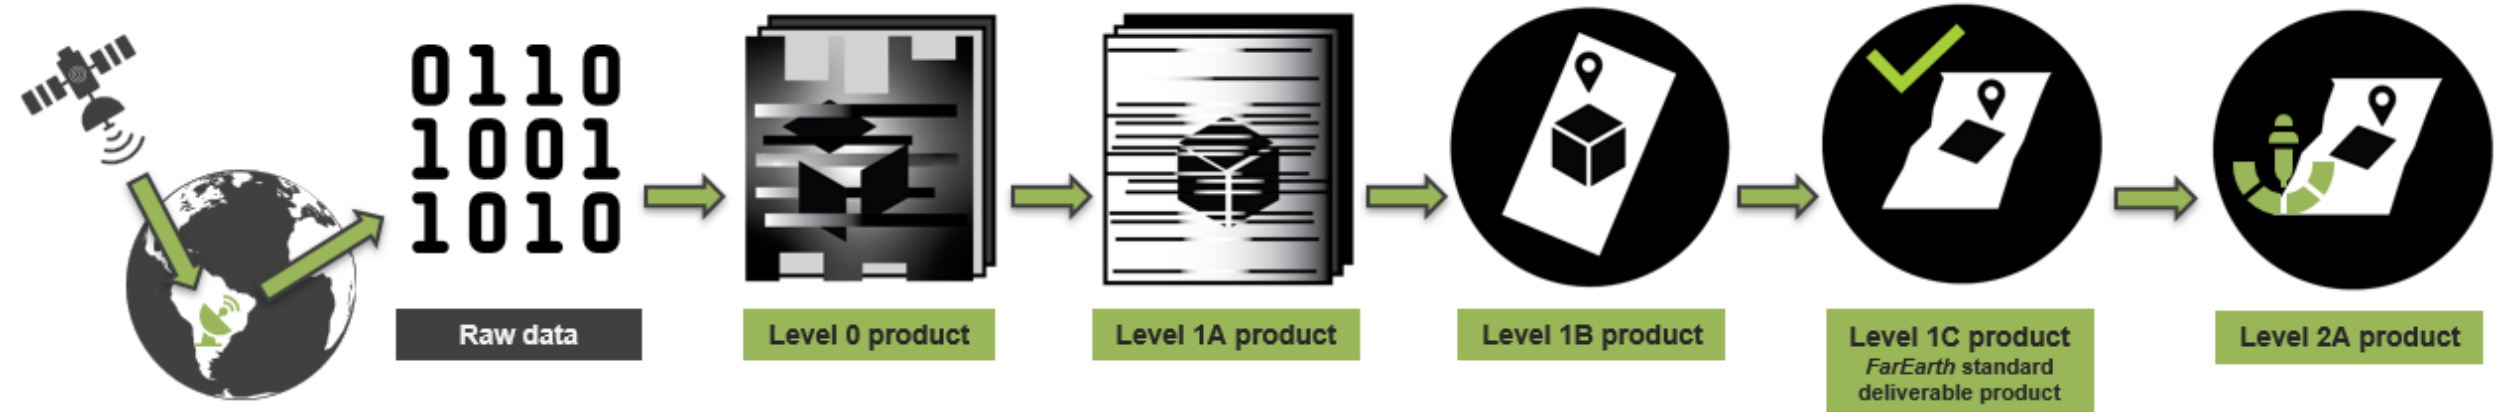 0110
1001
1010
Raw data
Level 0 product
Level 1A product
Level 1B product
Level 1C product
FarEarth standard
deliverable product
Level 2A product